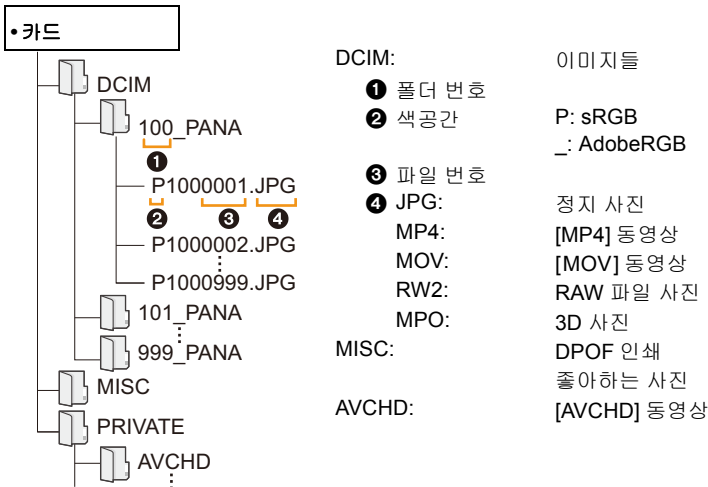 • 카드
DCIM
100_PANA
❶
P1000001.JPG
❷ ❸ ❹
P1000002.JPG
P1000999.JPG
101_PANA
999_PANA
MISC
PRIVATE
AVCHD
DCIM: 이미지들
❶ 폴더 번호
❷ 색공간 P: sRGB
_: AdobeRGB
❸ 파일 번호
❹ JPG: 정지 사진
MP4: [MP4] 동영상
MOV: [MOV] 동영상
RW2: RAW 파일 사진
MPO: 3D 사진
MISC: DPOF 인쇄
좋아하는 사진
AVCHD: [AVCHD] 동영상